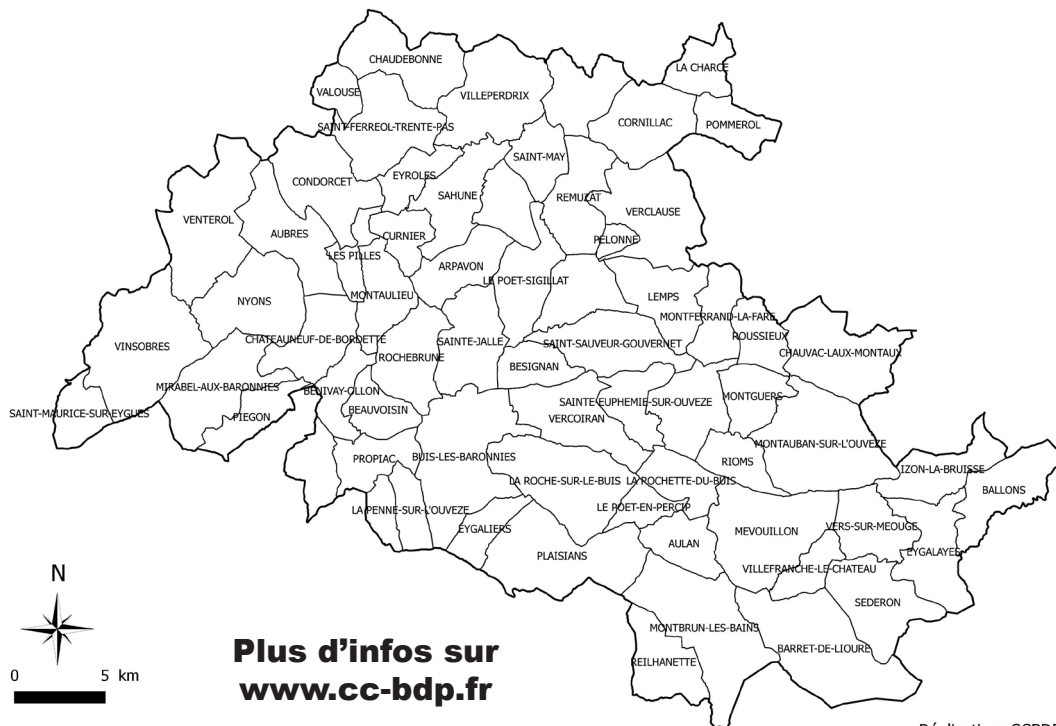 LA CHARCE
CHAUDEBONNE
VALOUSE
VILLEPERDRIX
SAINT-FERREOL-TRENTE-PAS
CORNILLAC
POMMEROL
SAINT-MAY
EYROLES
CONDORCET
SAHUNE
REMUZAT
VERCLAUSE
VENTEROL
AUBRES
CURNIER
PELONNE
LES PILLES
ARPAVON
LE POET-SIGILLAT
NYONS
MONTAULIEU
LEMPS
MONTFERRAND-LA-FARE
ROUSSIEUX
CHATEAUNEUF-DE-BORDETTE
VINSOBRES
SAINTE-JALLE
SAINT-SAUVEUR-GOUVERNET
CHAUVAC-LAUX-MONTAUX
ROCHEBRUNE
BESIGNAN
MIRABEL-AUX-BARONNIES
BENIVAY-OLLON
SAINTE-EUPHEMIE-SUR-OUVEZE
MONTGUERS
SAINT-MAURICE-SUR-EYGUES
PIEGON
BEAUVOISIN
VERCOIRAN
MONTAUBAN-SUR-L'OUVEZE
PROPIAC
BUIS-LES-BARONNIES
RIOMS
IZON-LA-BRUISSE
LA ROCHE-SUR-LE-BUIS
LA ROCHETTE-DU-BUIS
BALLONS
LA PENNE-SUR-L'OUVEZE
LE POET-EN-PERCIP
EYGALIERS
MEVOUILLON
VERS-SUR-MEOUGE
AULAN
EYGALAYES
PLAISIANS
VILLEFRANCHE-LE-CHATEAU
SEDERON
MONTBRUN-LES-BAINS
BARRET-DE-LIOURE
REILHANETTE
N
0 5 km
Plus d'infos sur
www.cc-bdp.fr